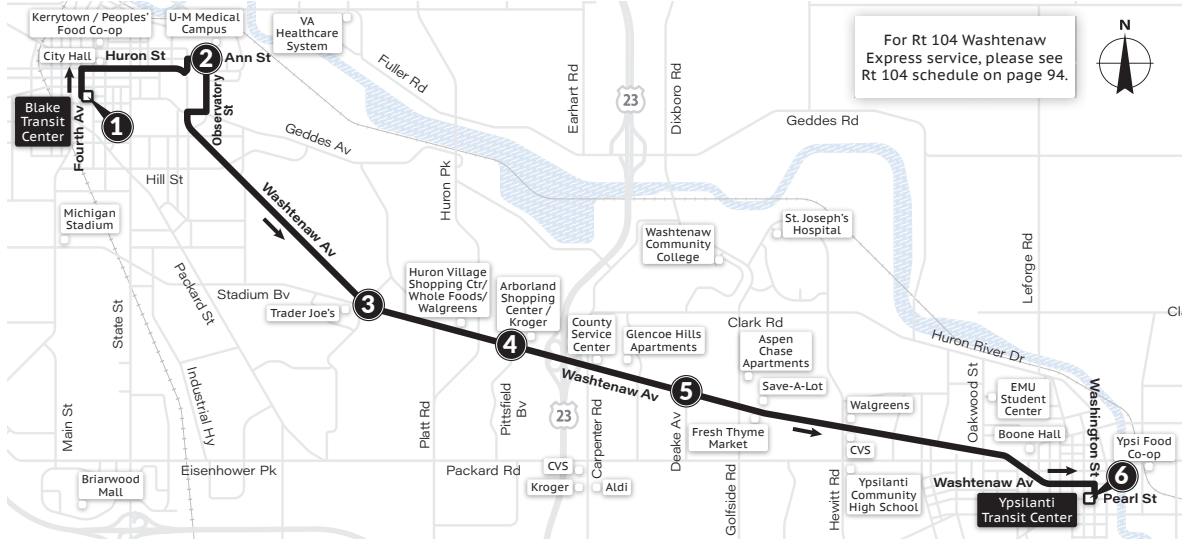 Kerrytown / Peoples'
Food Co-op
U-M Medical
Campus
VA
Healthcare
System
City Hall
Huron St
2
Ann St
Blake
Transit
Center
1
Fourth Av
Observatory
St
Fuller Rd
Geddes Av
Earhart Rd
23
Dixboro Rd
Geddes Rd
For Rt 104 Washtenaw
Express service, please see
Rt 104 schedule on page 94.
N
Hill St
Washtenaw Av
Huron Pk
Michigan
Stadium
Packard St
State St
Stadium Bv
Trader Joe's
3
Huron Village
Shopping Ctr/
Whole Foods/
Walgreens
Arborland
Shopping
Center /
Kroger
4
Washtenaw
Community
College
St. Joseph's
Hospital
Leforge Rd
County
Service
Center
Glencoe Hills
Apartments
Clark Rd
Cla
Aspen
Chase
Apartments
Huron River Dr
Washtenaw Av
5
Save-A-Lot
Fresh Thyme
Market
Walgreens
CVS
Oakwood St
EMU
Student
Center
Boone Hall
Washington St
Ypsi Food
Co-op
Main St
Industrial Hy
Platt Rd
Pittsfield
Bv
23
Carpenter Rd
Deake Av
Golfside Rd
Hewitt Rd
Eisenhower Pk
Packard Rd
Briarwood
Mall
CVS
Kroger
Aldi
Ypsilanti
Community
High School
Washtenaw Av
6
Pearl St
Ypsilanti
Transit Center